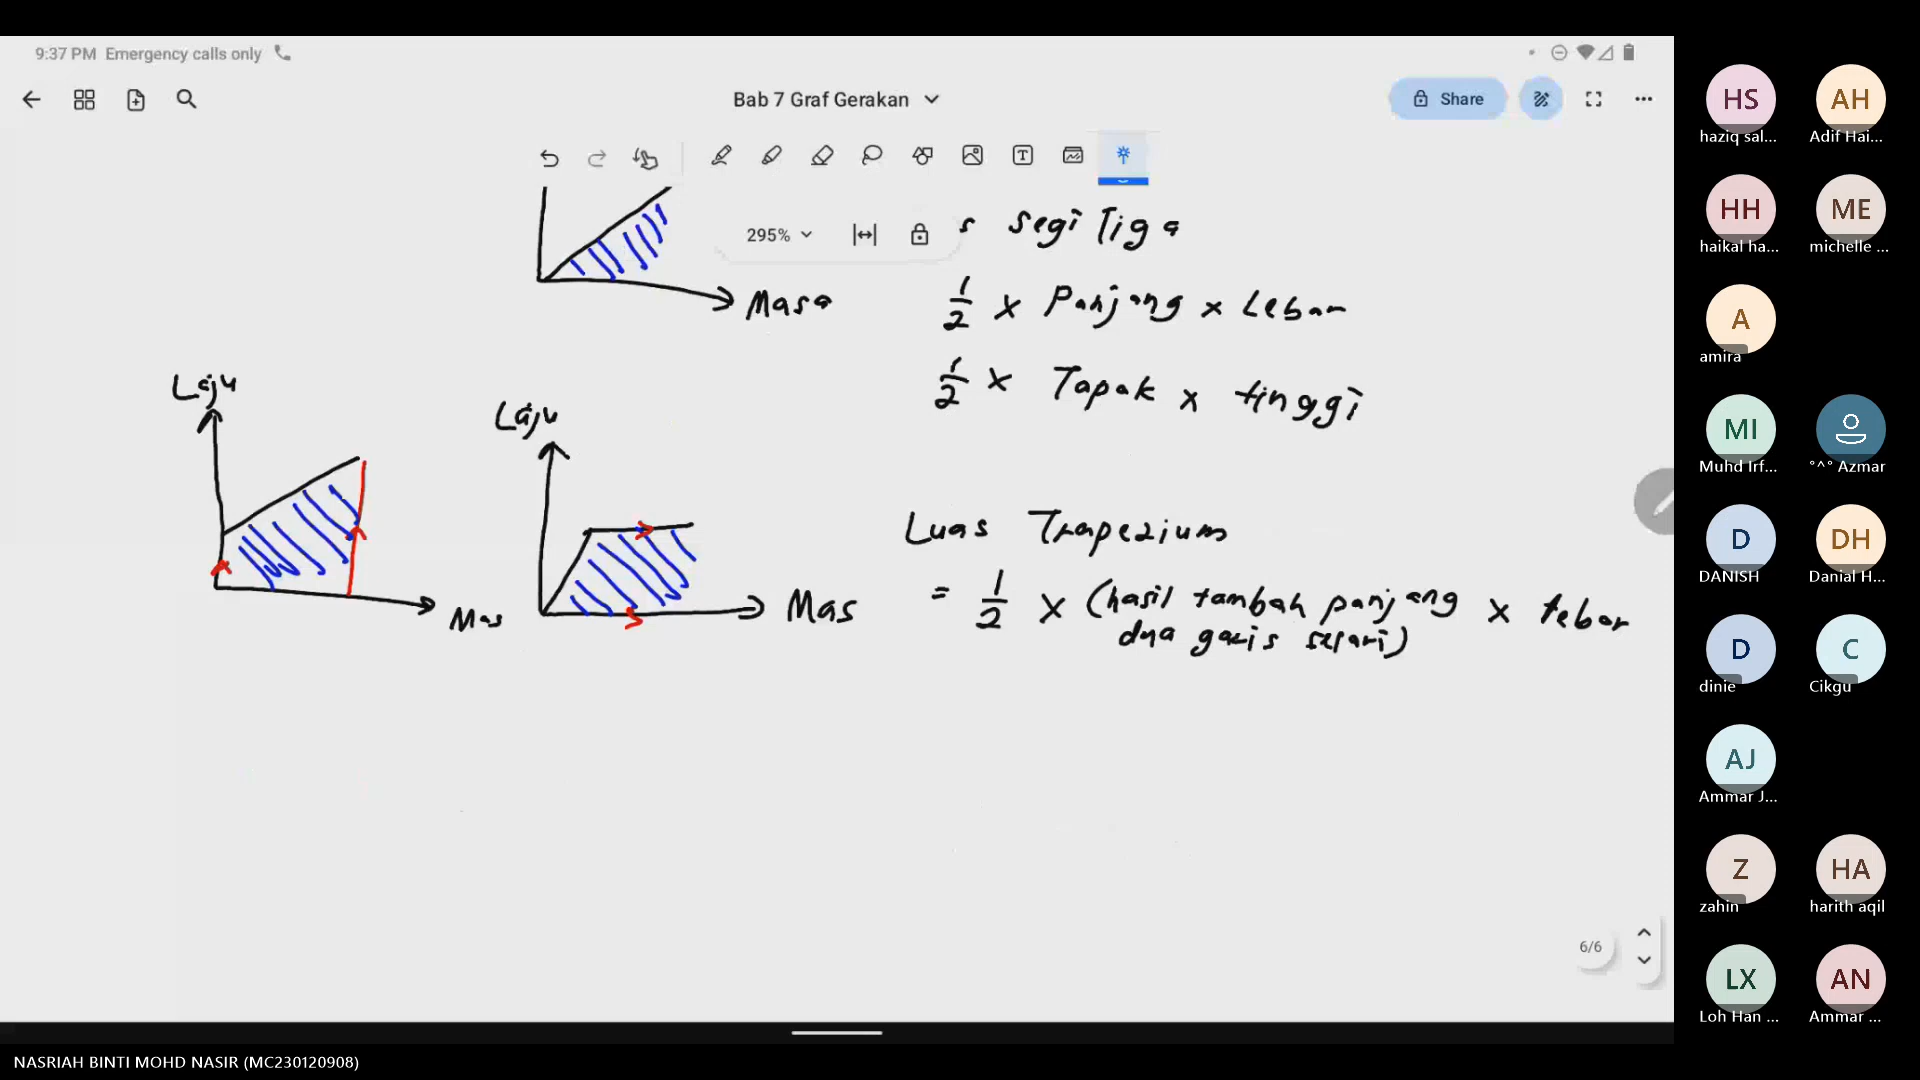 9:37 PM Emergency calls only
Bab 7 Graf Gerakan
Share
295%
s segi Tiga
Masa
1/2 x Panjang x Lebar
1/2 x Tapak x tinggi
Laju
Laju
Mas
Mas
Luas Trapezium
= 1/2 x (hasil tambah panjang x tebar
dua garis selari)
6/6
HS
haziq sal...
AH
Adif Hai...
HH
haikal ha...
ME
michelle ...
A
amira
MI
Muhd Irf...
°^° Azmar
D
DANISH
DH
Danial H...
D
dinie
C
Cikgu
AJ
Ammar J...
Z
zahin
HA
harith aqil
LX
Loh Han ...
AN
Ammar ...
NASRIAH BINTI MOHD NASIR (MC230120908)